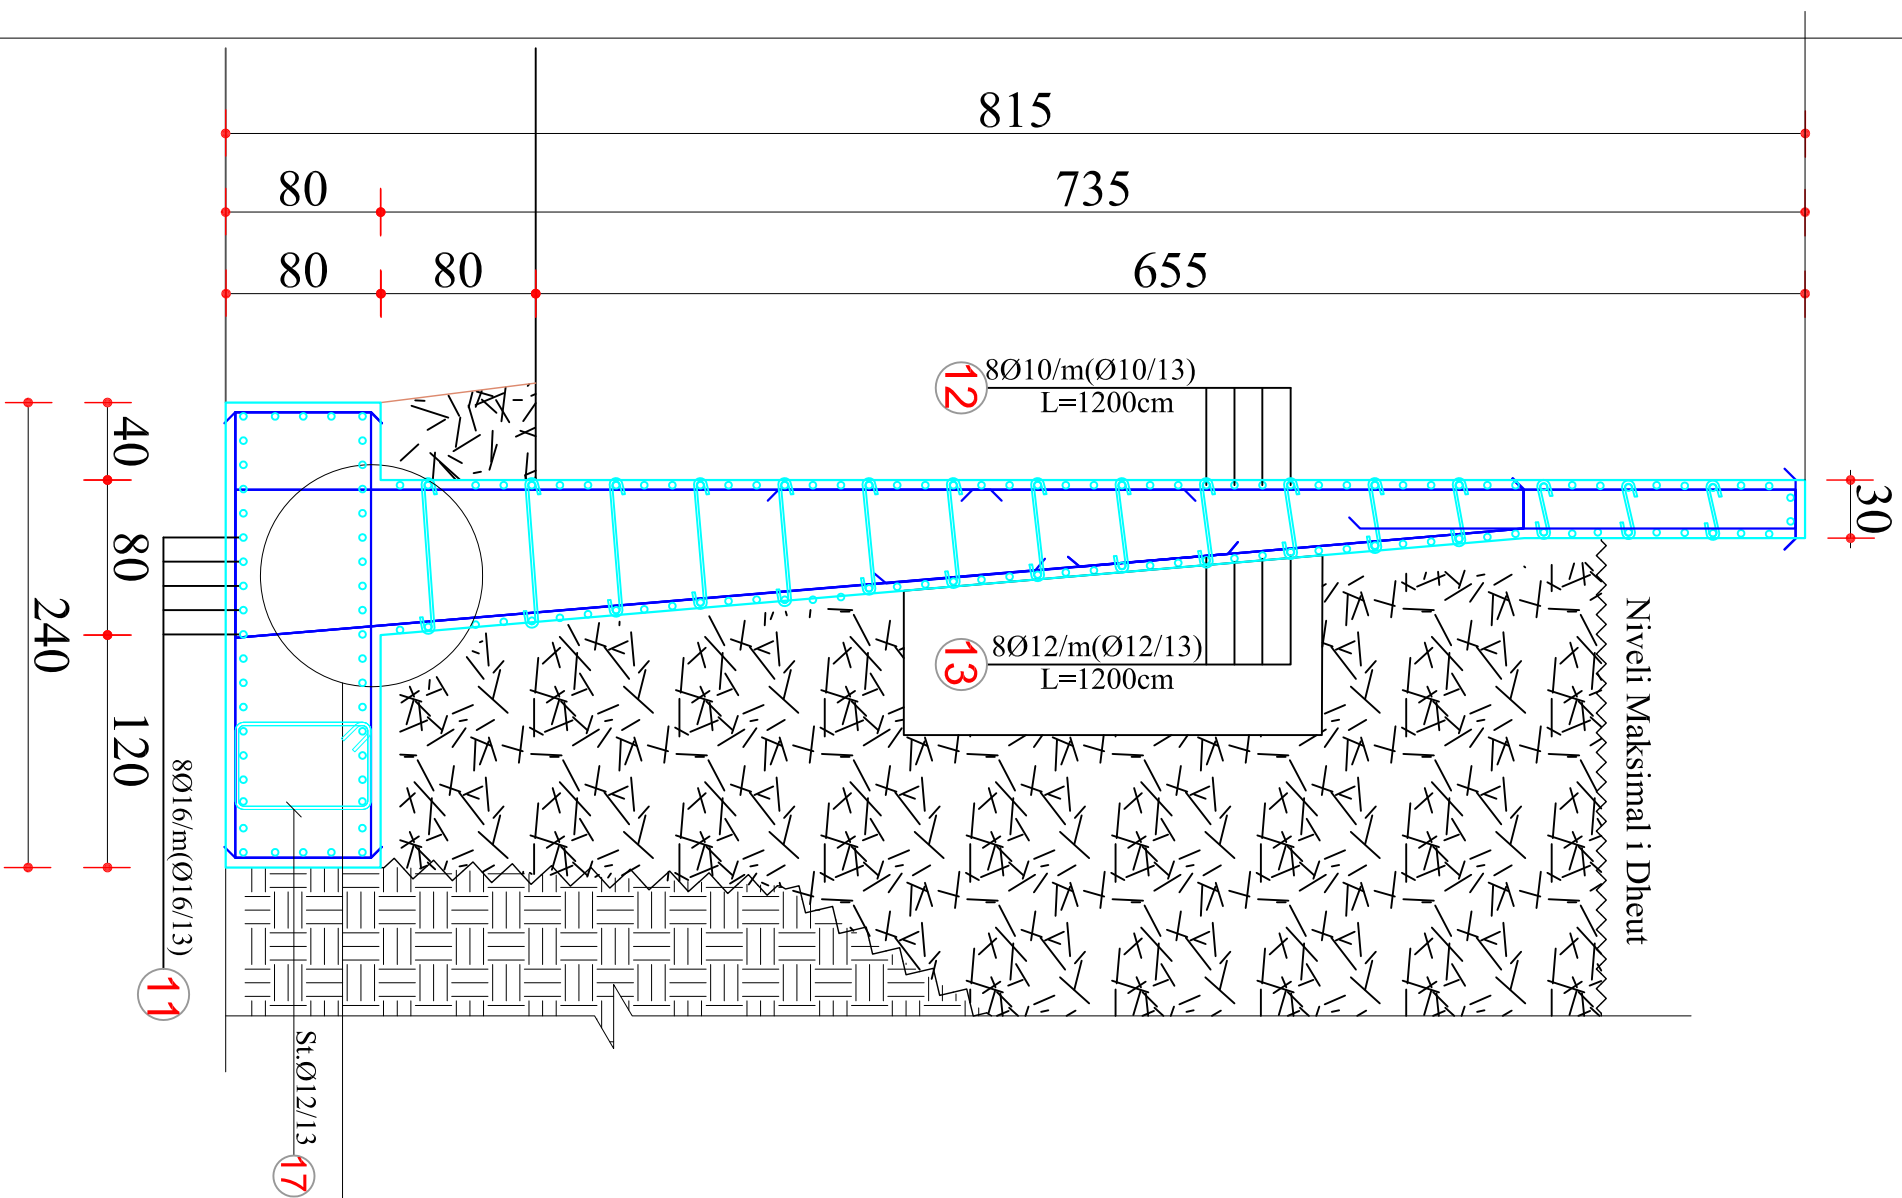 815
80
735
80
80
655
12
8Ø10/m(Ø10/13)
L=1200cm
30
40
80
120
240
13
8Ø12/m(Ø12/13)
L=1200cm
Niveli Maksimal i Dheut
8Ø16/m(Ø16/13)
11
St.Ø12/13
17